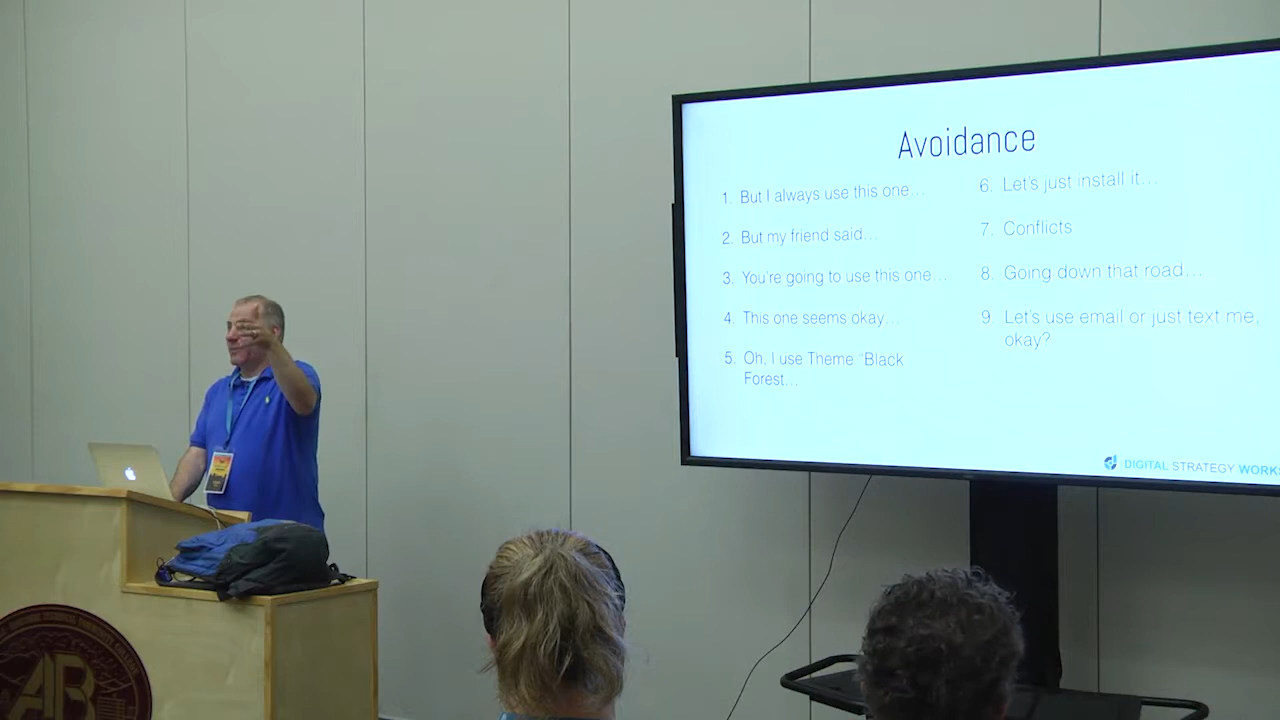 Avoidance
1. But I always use this one...
2. But my friend said...
3. You're going to use this one...
4. This one seems okay...
5. Oh, I use Theme "Black
Forest...
6. Let's just install it...
7. Conflicts
8. Going down that road...
9 Let's use email or just text me,
okay?
DIGITAL STRATEGY WORKS
AB